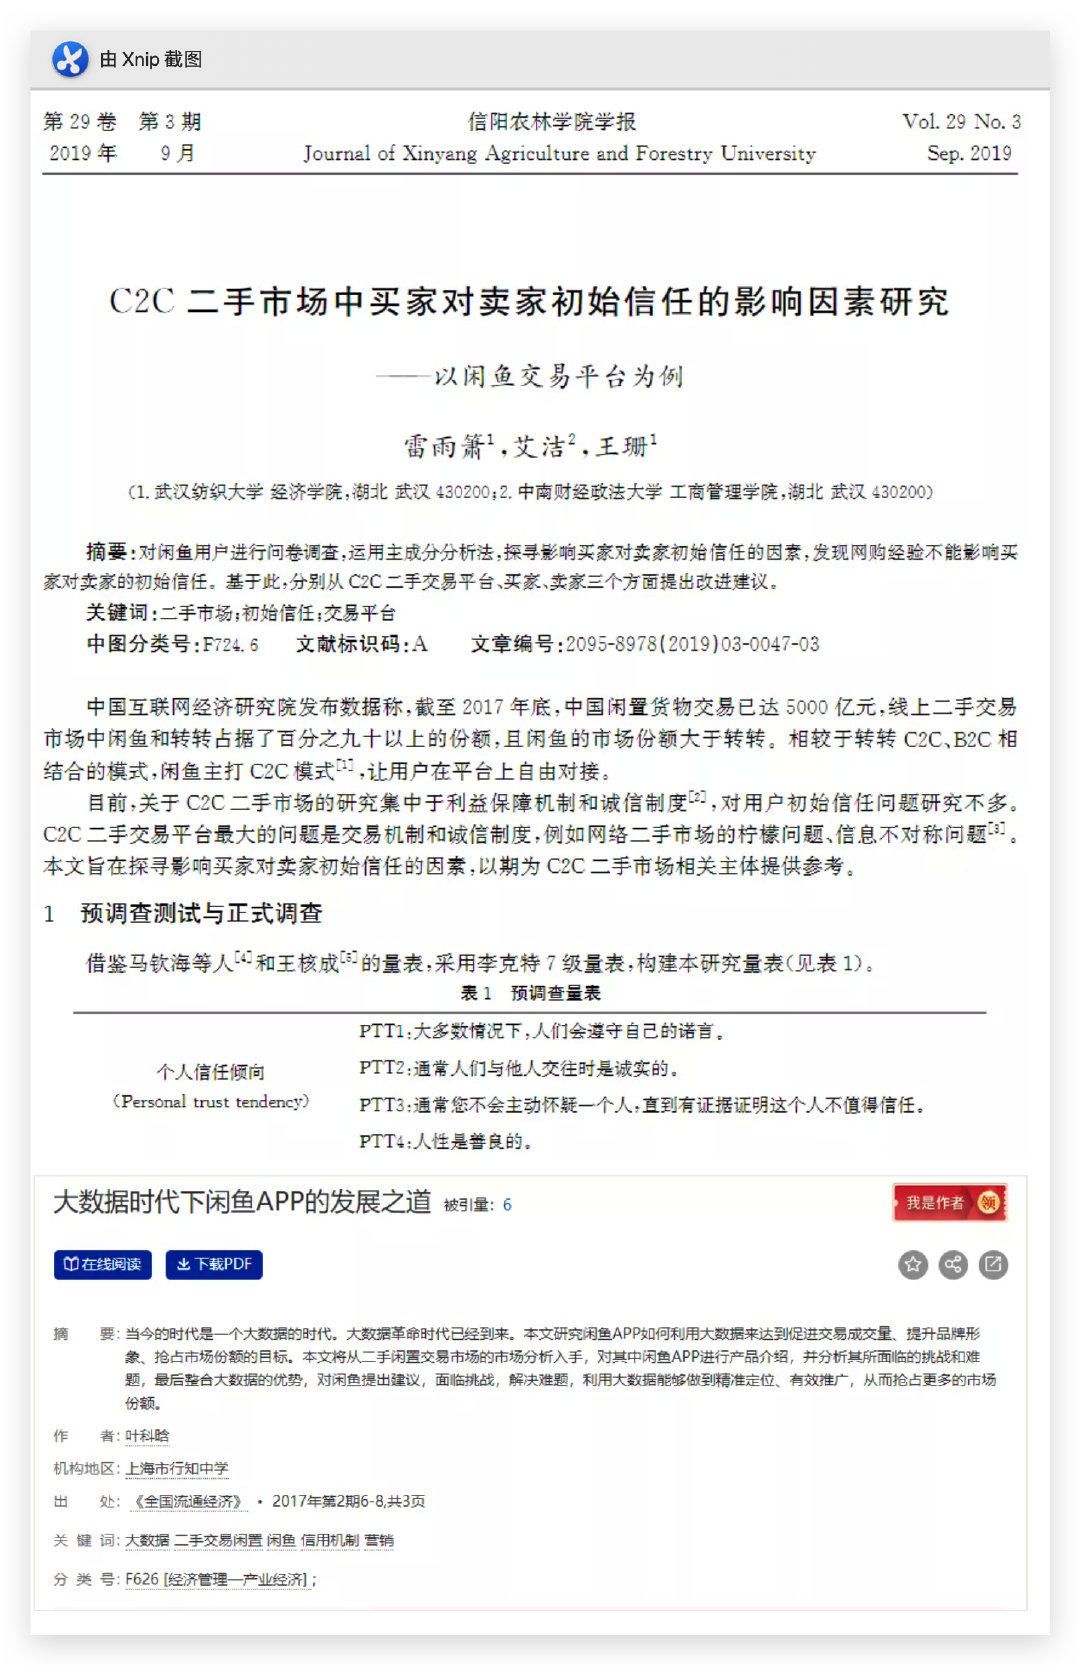 由 Xnip 截图
第 29 卷 第 3 期 信阳农林学院学报 Vol. 29 No. 3
2019 年 9 月 Journal of Xinyang Agriculture and Forestry University Sep. 2019
C2C 二手市场中买家对卖家初始信任的影响因素研究
——以闲鱼交易平台为例
雷雨箫1,艾洁2,王珊1
(1. 武汉纺织大学 经济学院,湖北 武汉 430200;2. 中南财经政法大学 工商管理学院,湖北 武汉 430200)
摘要:对闲鱼用户进行问卷调查,运用主成分分析法,探寻影响买家对卖家初始信任的因素,发现网购经验不能影响买
家对卖家的初始信任。基于此,分别从 C2C 二手交易平台、买家、卖家三个方面提出改进建议。
关键词:二手市场;初始信任;交易平台
中图分类号:F724.6 文献标识码:A 文章编号:2095-8978(2019)03-0047-03
中国互联网经济研究院发布数据称,截至 2017 年底,中国闲置货物交易已达 5000 亿元,线上二手交易
市场中闲鱼和转转占据了百分之九十以上的份额,且闲鱼的市场份额大于转转。相较于转转 C2C、B2C 相
结合的模式,闲鱼主打 C2C 模式[1],让用户在平台上自由对接。
目前,关于 C2C 二手市场的研究集中于利益保障机制和诚信制度[2],对用户初始信任问题研究不多。
C2C 二手交易平台最大的问题是交易机制和诚信制度,例如网络二手市场的柠檬问题、信息不对称问题[3]。
本文旨在探寻影响买家对卖家初始信任的因素,以期为 C2C 二手市场相关主体提供参考。
1 预调查测试与正式调查
借鉴马钦海等人[4]和王核成[5]的量表,采用李克特 7 级量表,构建本研究量表(见表 1)。
表 1 预调查量表
PTT1:大多数情况下,人们会遵守自己的诺言。
个人信任倾向
PTT2:通常人们与他人交往时是诚实的。
(Personal trust tendency)
PTT3:通常您不会主动怀疑一个人,直到有证据证明这个人不值得信任。
PTT4:人性是善良的。
大数据时代下闲鱼APP的发展之道 被引量: 6 我是作者 领
在线阅读 下载PDF
摘 要: 当今的时代是一个大数据的时代。大数据革命时代已经到来。本文研究闲鱼APP如何利用大数据来达到促进交易成交量、提升品牌形
象、抢占市场份额的目标。本文将从二手闲置交易市场的市场分析入手，对其中闲鱼APP进行产品介绍，并分析其所面临的挑战和难
题，最后整合大数据的优势，对闲鱼提出建议，面临挑战，解决难题，利用大数据能够做到精准定位、有效推广，从而抢占更多的市场
份额。
作 者: 叶科晗
机构地区: 上海市行知中学
出 处: 《全国流通经济》 • 2017年第2期6-8,共3页
关 键 词: 大数据 二手交易闲置 闲鱼 信用机制 营销
分 类 号: F626 [经济管理—产业经济] ;